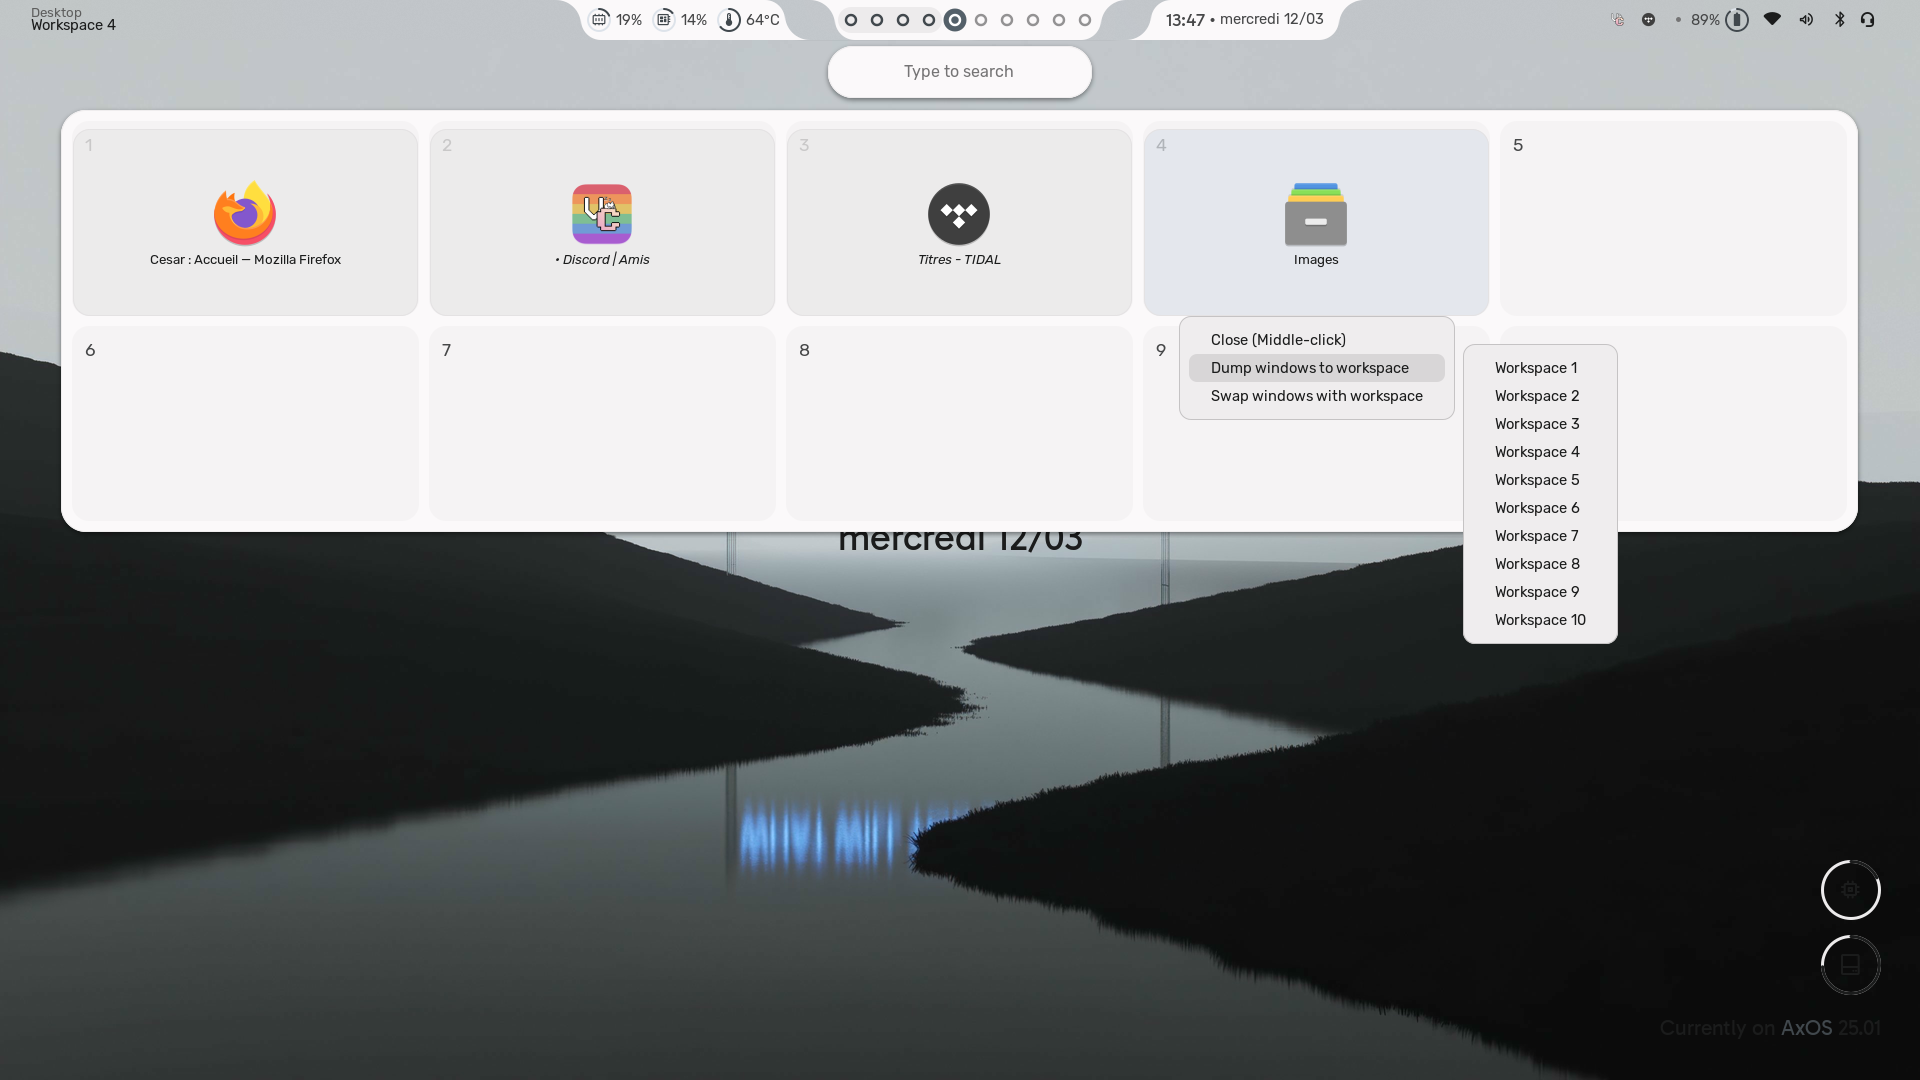 Desktop
Workspace 4
19%
14%
64°C
13:47 • mercredi 12/03
89%
Type to search
1
Cesar : Accueil — Mozilla Firefox
2
• Discord | Amis
3
Titres - TIDAL
4
Images
5
6
7
8
9
Close (Middle-click)
Dump windows to workspace
Swap windows with workspace
Workspace 1
Workspace 2
Workspace 3
Workspace 4
Workspace 5
Workspace 6
Workspace 7
Workspace 8
Workspace 9
Workspace 10
mercredi 12/03
Currently on AxOS 25.01